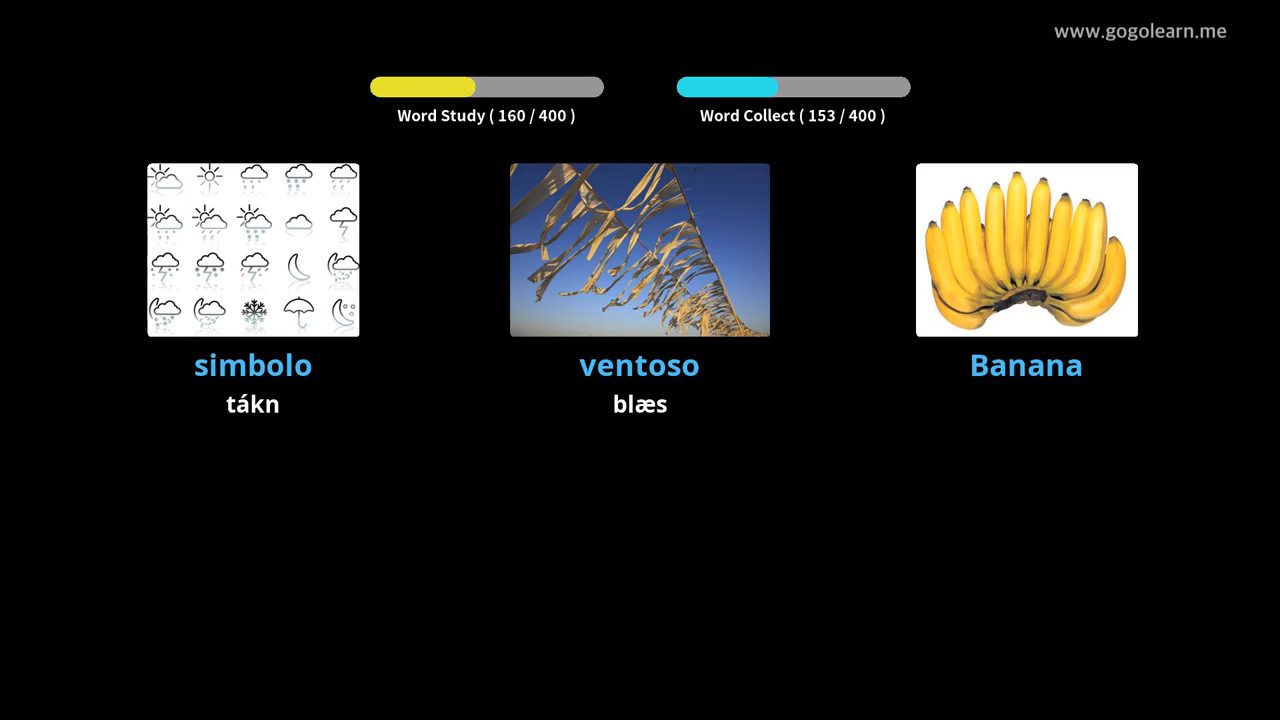 www.gogolearn.me
Word Study ( 160 / 400 )
Word Collect ( 153 / 400 )
simbolo
tákn
ventoso
blæs
Banana